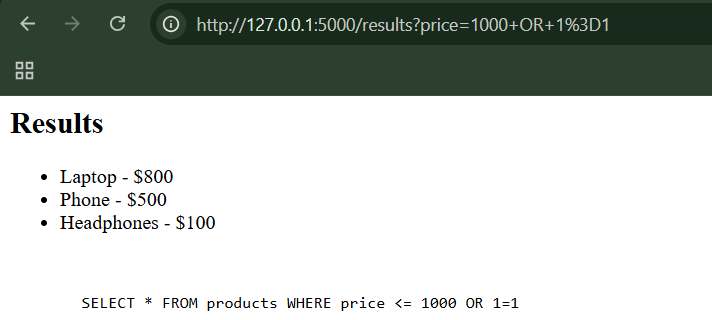 http://127.0.0.1:5000/results?price=1000+OR+1%3D1
Results
• Laptop - $800
• Phone - $500
• Headphones - $100
SELECT * FROM products WHERE price <= 1000 OR 1=1